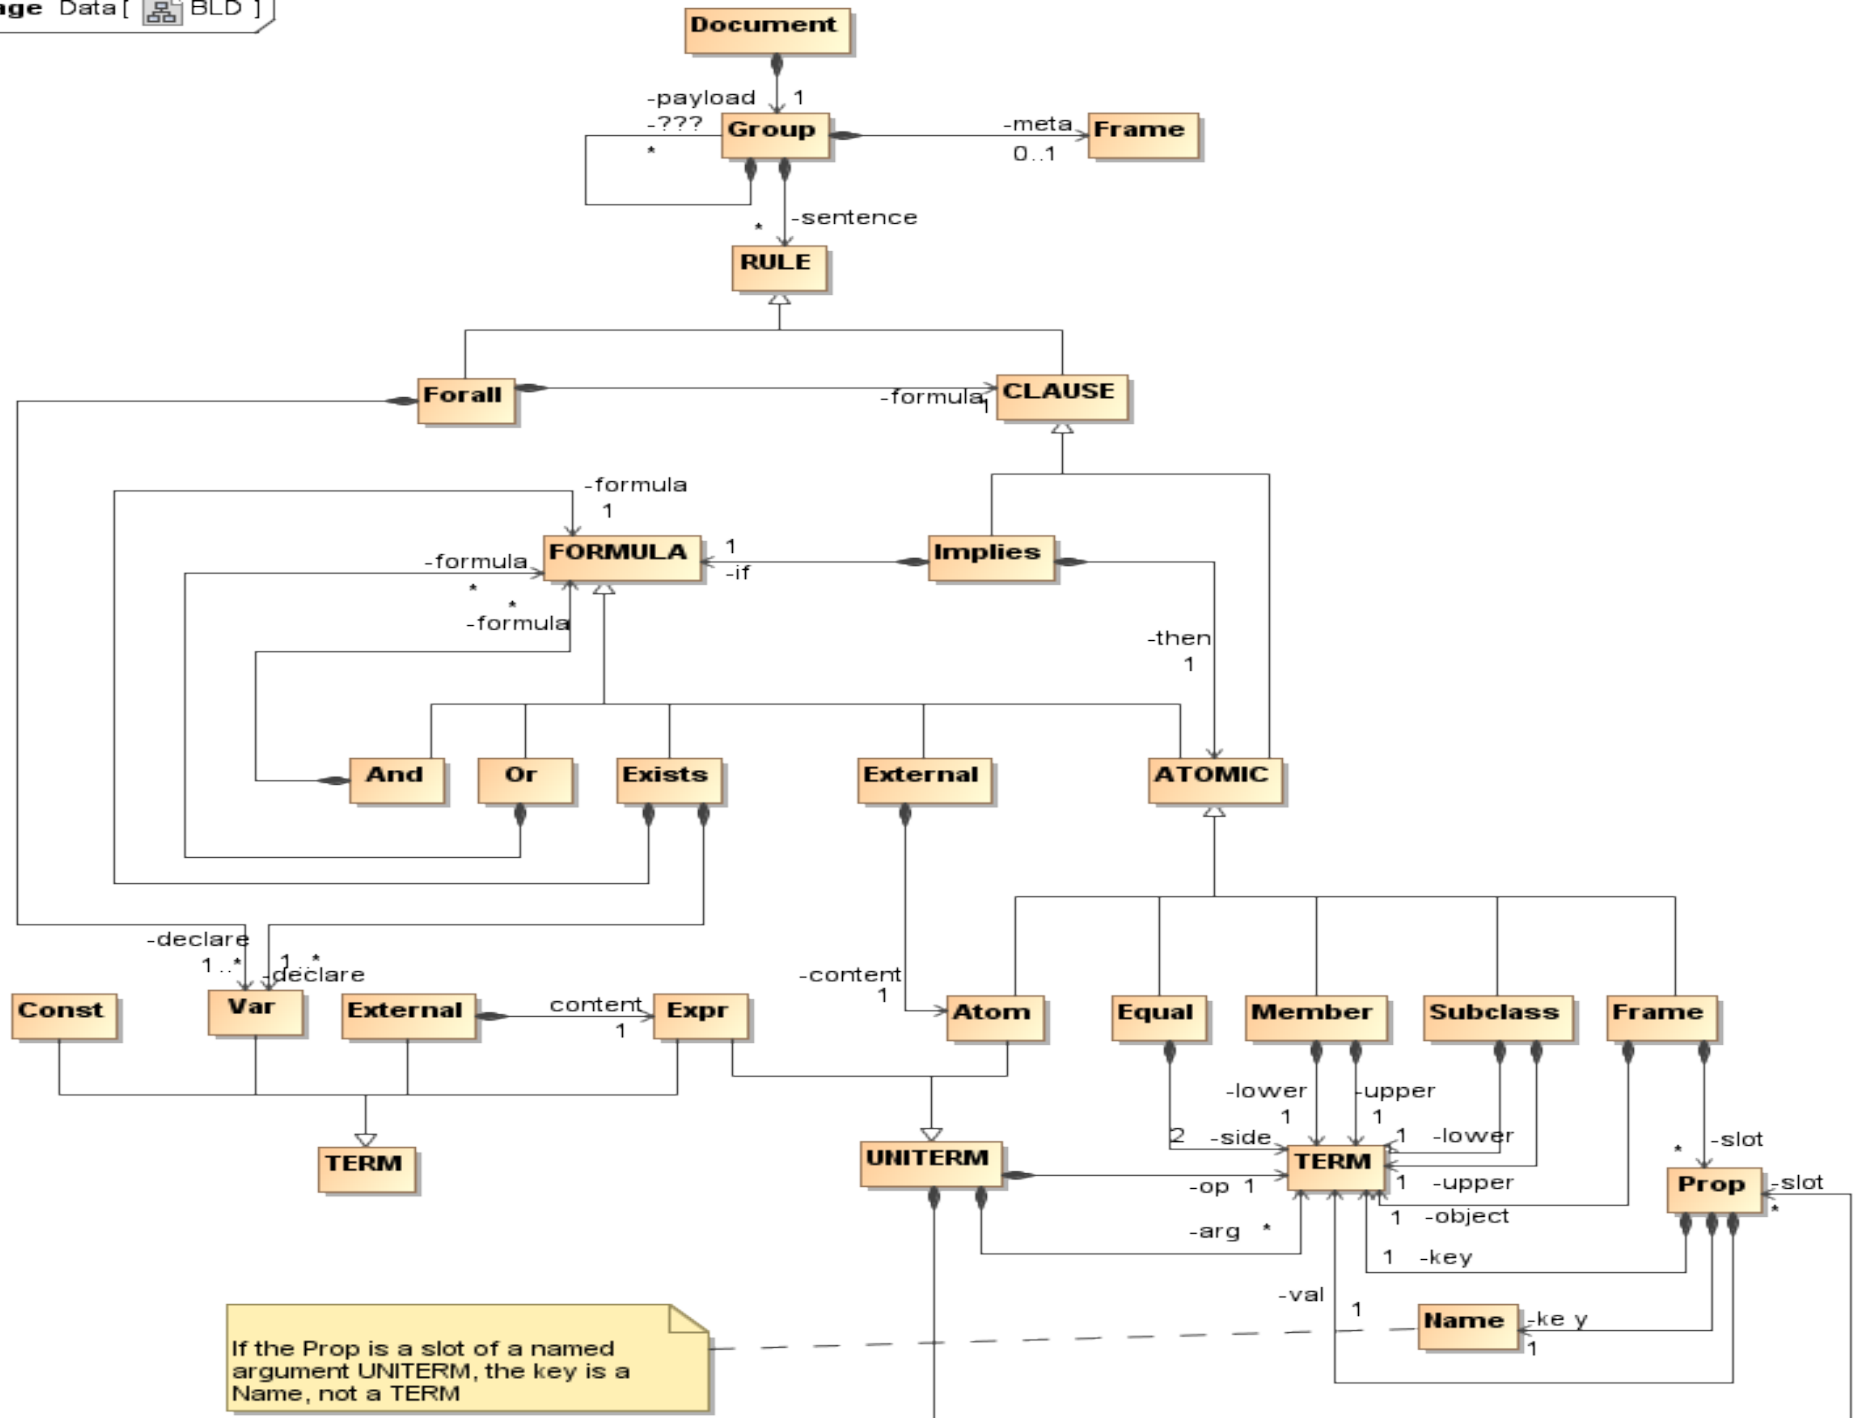 age Data [ BLD ]
Document
-payload 1
-???
Group
-meta
Frame
*
0..1
-sentence
*
RULE
Forall
CLAUSE
-formula
1
-formula
1
FORMULA
1
Implies
-formula
-if
*
*
-formula
-then
1
And
Or
Exists
External
ATOMIC
-declare
1..*
1..*
-declare
-content
1
Const
Var
External
content
1
Expr
Atom
Equal
Member
Subclass
Frame
-lower
1
-upper
1
2 -side
1 -lower
* -slot
TERM
UNITERM
TERM
-op 1
1 -upper
Prop
-slot
*
-arg *
1 -object
1 -key
-val
1
Name
-ke y
1
If the Prop is a slot of a named
argument UNITERM, the key is a
Name, not a TERM